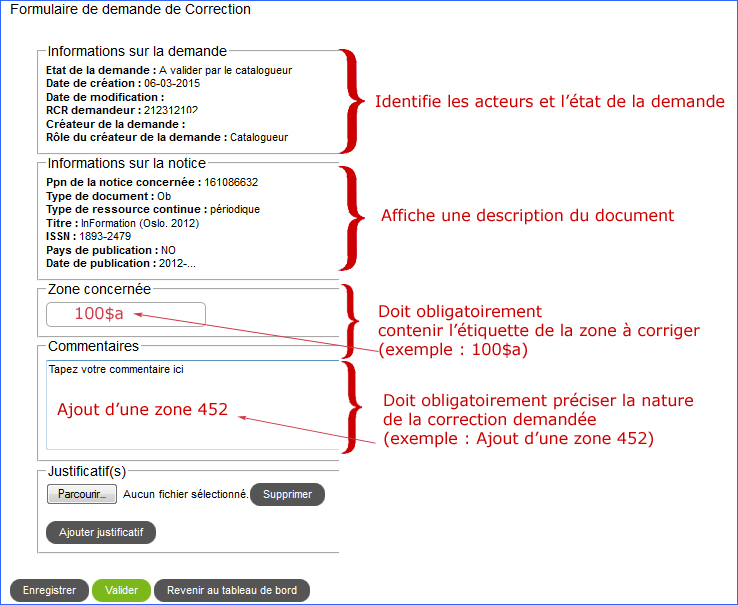 Formulaire de demande de Correction
Informations sur la demande
Etat de la demande : A valider par le catalogueur
Date de création : 06-03-2015
Date de modification :
RCR demandeur : 212312102
Créateur de la demande :
Rôle du créateur de la demande : Catalogueur
Identifie les acteurs et l’état de la demande
Informations sur la notice
Ppn de la notice concernée : 161086632
Type de document : Ob
Type de ressource continue : périodique
Titre : InFormation (Oslo. 2012)
ISSN : 1893-2479
Pays de publication : NO
Date de publication : 2012-...
Affiche une description du document
Zone concernée
100$a
Doit obligatoirement
contenir l’étiquette de la zone à corriger
(exemple : 100$a)
Commentaires
Tapez votre commentaire ici
Ajout d’une zone 452
Doit obligatoirement préciser la nature
de la correction demandée
(exemple : Ajout d’une zone 452)
Justificatif(s)
Parcourir... Aucun fichier sélectionné. Supprimer
Ajouter justificatif
Enregistrer Valider Revenir au tableau de bord